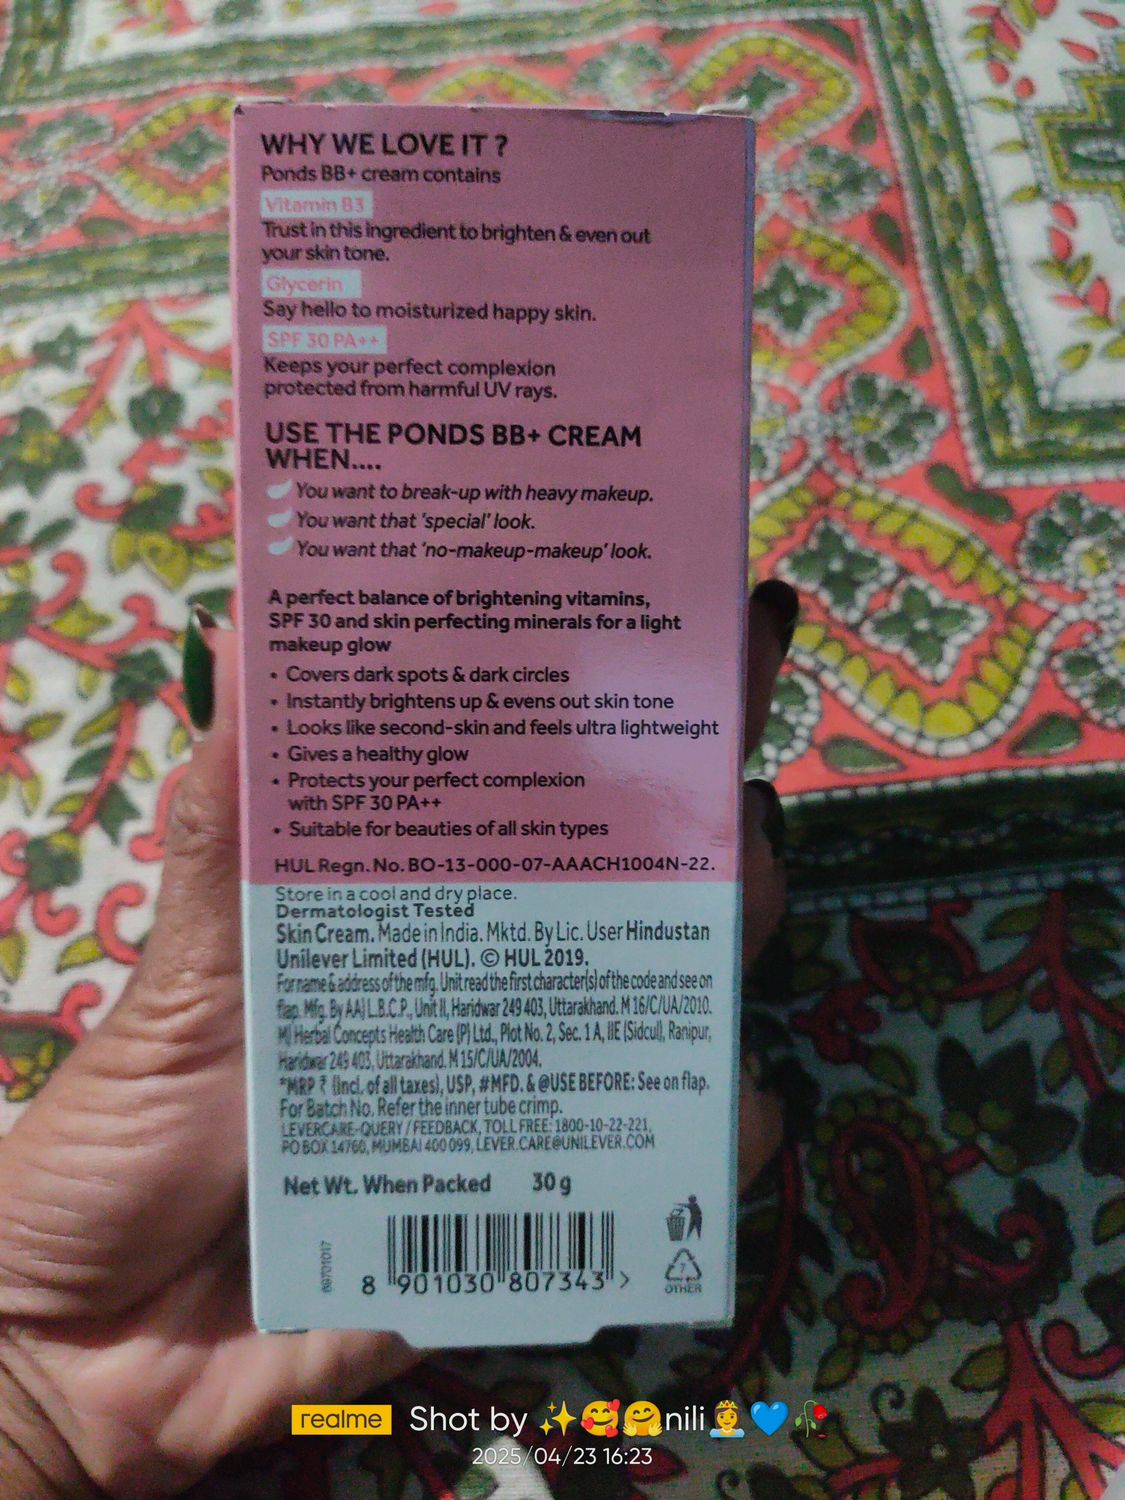 WHY WE LOVE IT ?
Ponds BB+ cream contains
Vitamin B3
Trust in this ingredient to brighten & even out
your skin tone.
Glycerin
Say hello to moisturized happy skin.
SPF 30 PA++
Keeps your perfect complexion
protected from harmful UV rays.
USE THE PONDS BB+ CREAM
WHEN....
You want to break-up with heavy makeup.
You want that 'special' look.
You want that 'no-makeup-makeup' look.
A perfect balance of brightening vitamins,
SPF 30 and skin perfecting minerals for a light
makeup glow
• Covers dark spots & dark circles
• Instantly brightens up & evens out skin tone
• Looks like second-skin and feels ultra lightweight
• Gives a healthy glow
• Protects your perfect complexion
with SPF 30 PA++
• Suitable for beauties of all skin types
HUL Regn. No. BO-13-000-07-AAACH1004N-22.
Store in a cool and dry place.
Dermatologist Tested
Skin Cream. Made in India. Mktd. By Lic. User Hindustan
Unilever Limited (HUL). © HUL 2019.
For name & address of the mfg. Unit read the first character(s) of the code and see on
flap. Mfg. By AA) L.B.C.P., Unit II, Haridwar 249 403, Uttarakhand. M 16/C/UA/2010.
M) Herbal Concepts Health Care (P) Ltd., Plot No. 2, Sec. 1 A, IIE (Sidcul), Ranipur,
Haridwar 249 403, Uttarakhand. M 15/C/UA/2004.
*MRP ₹ (incl. of all taxes), USP, #MFD. & @USE BEFORE: See on flap.
For Batch No. Refer the inner tube crimp.
LEVERCARE-QUERY / FEEDBACK, TOLL FREE: 1800-10-22-221,
PO BOX 14760, MUMBAI 400 099, LEVER.CARE@UNILEVER.COM
Net Wt. When Packed 30 g
69701017
8 901030 807343 >
7
OTHER
realme Shot by ✨🥰🤗nili👸💙🥀
2025/04/23 16:23